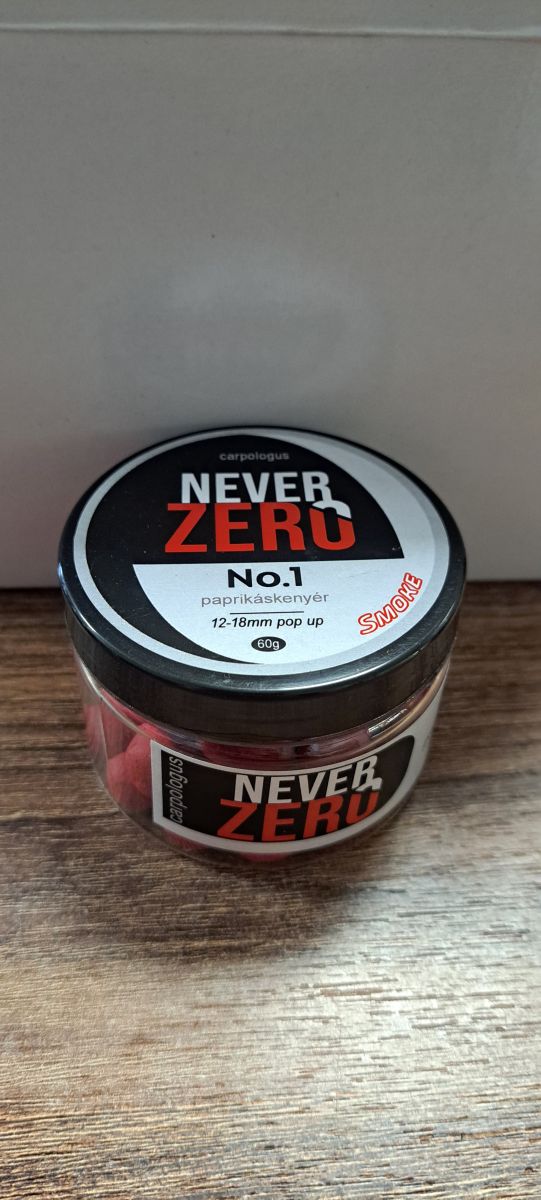 carpologus
NEVER
ZERO
No.1
paprikáskenyér
12-18mm pop up
60g
SMOKE
carpologus
NEVER
ZERO